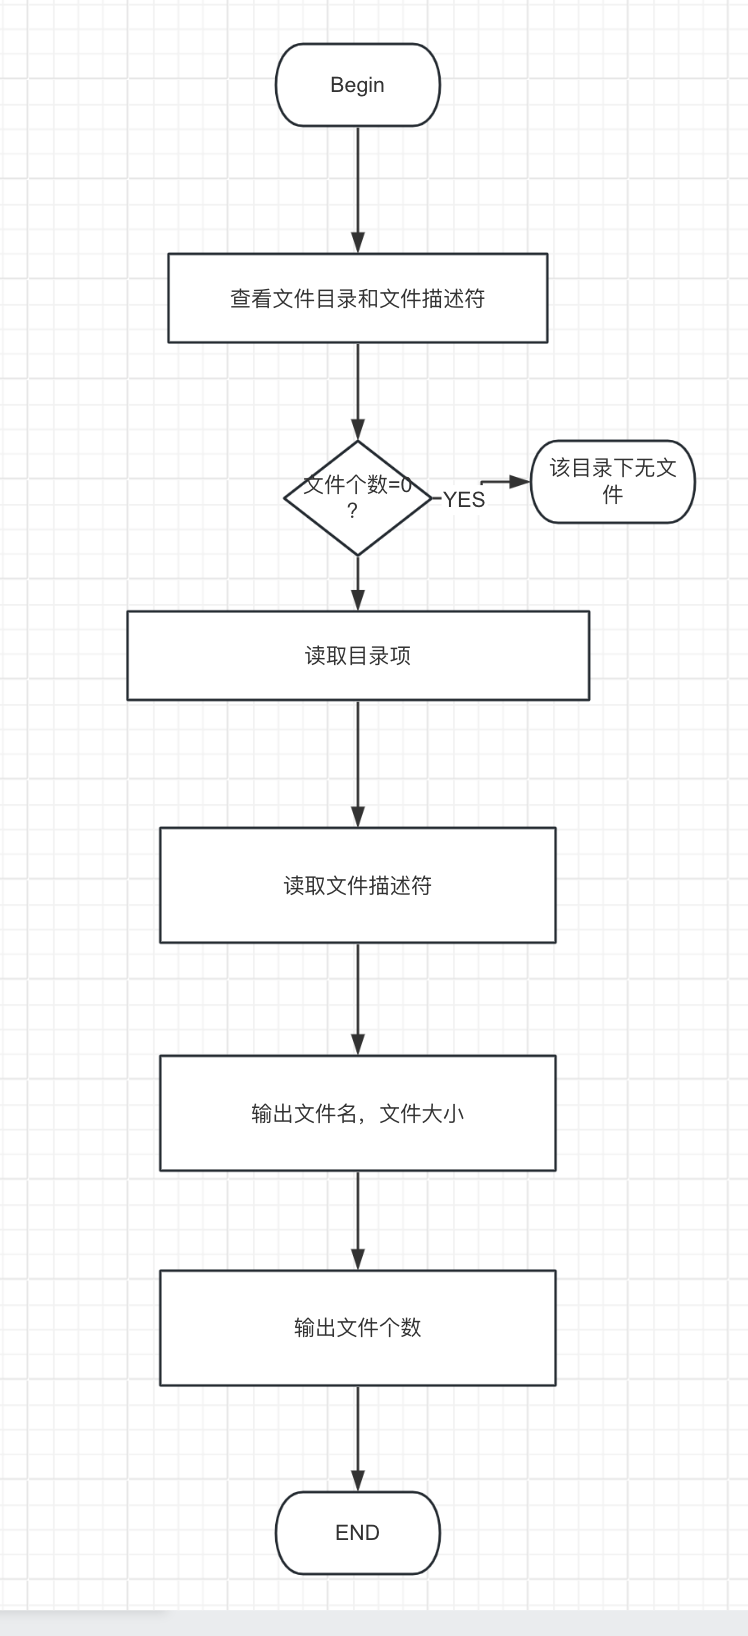 Begin
查看文件目录和文件描述符
文件个数=0
?
YES
该目录下无文
件
读取目录项
读取文件描述符
输出文件名，文件大小
输出文件个数
END